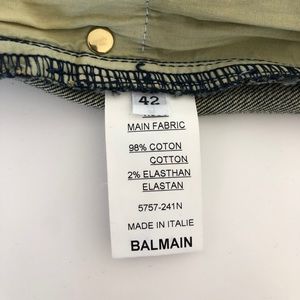 42
MAIN FABRIC
98% COTON
COTTON
2% ELASTHAN
ELASTAN
5757-241N
MADE IN ITALIE
BALMAIN